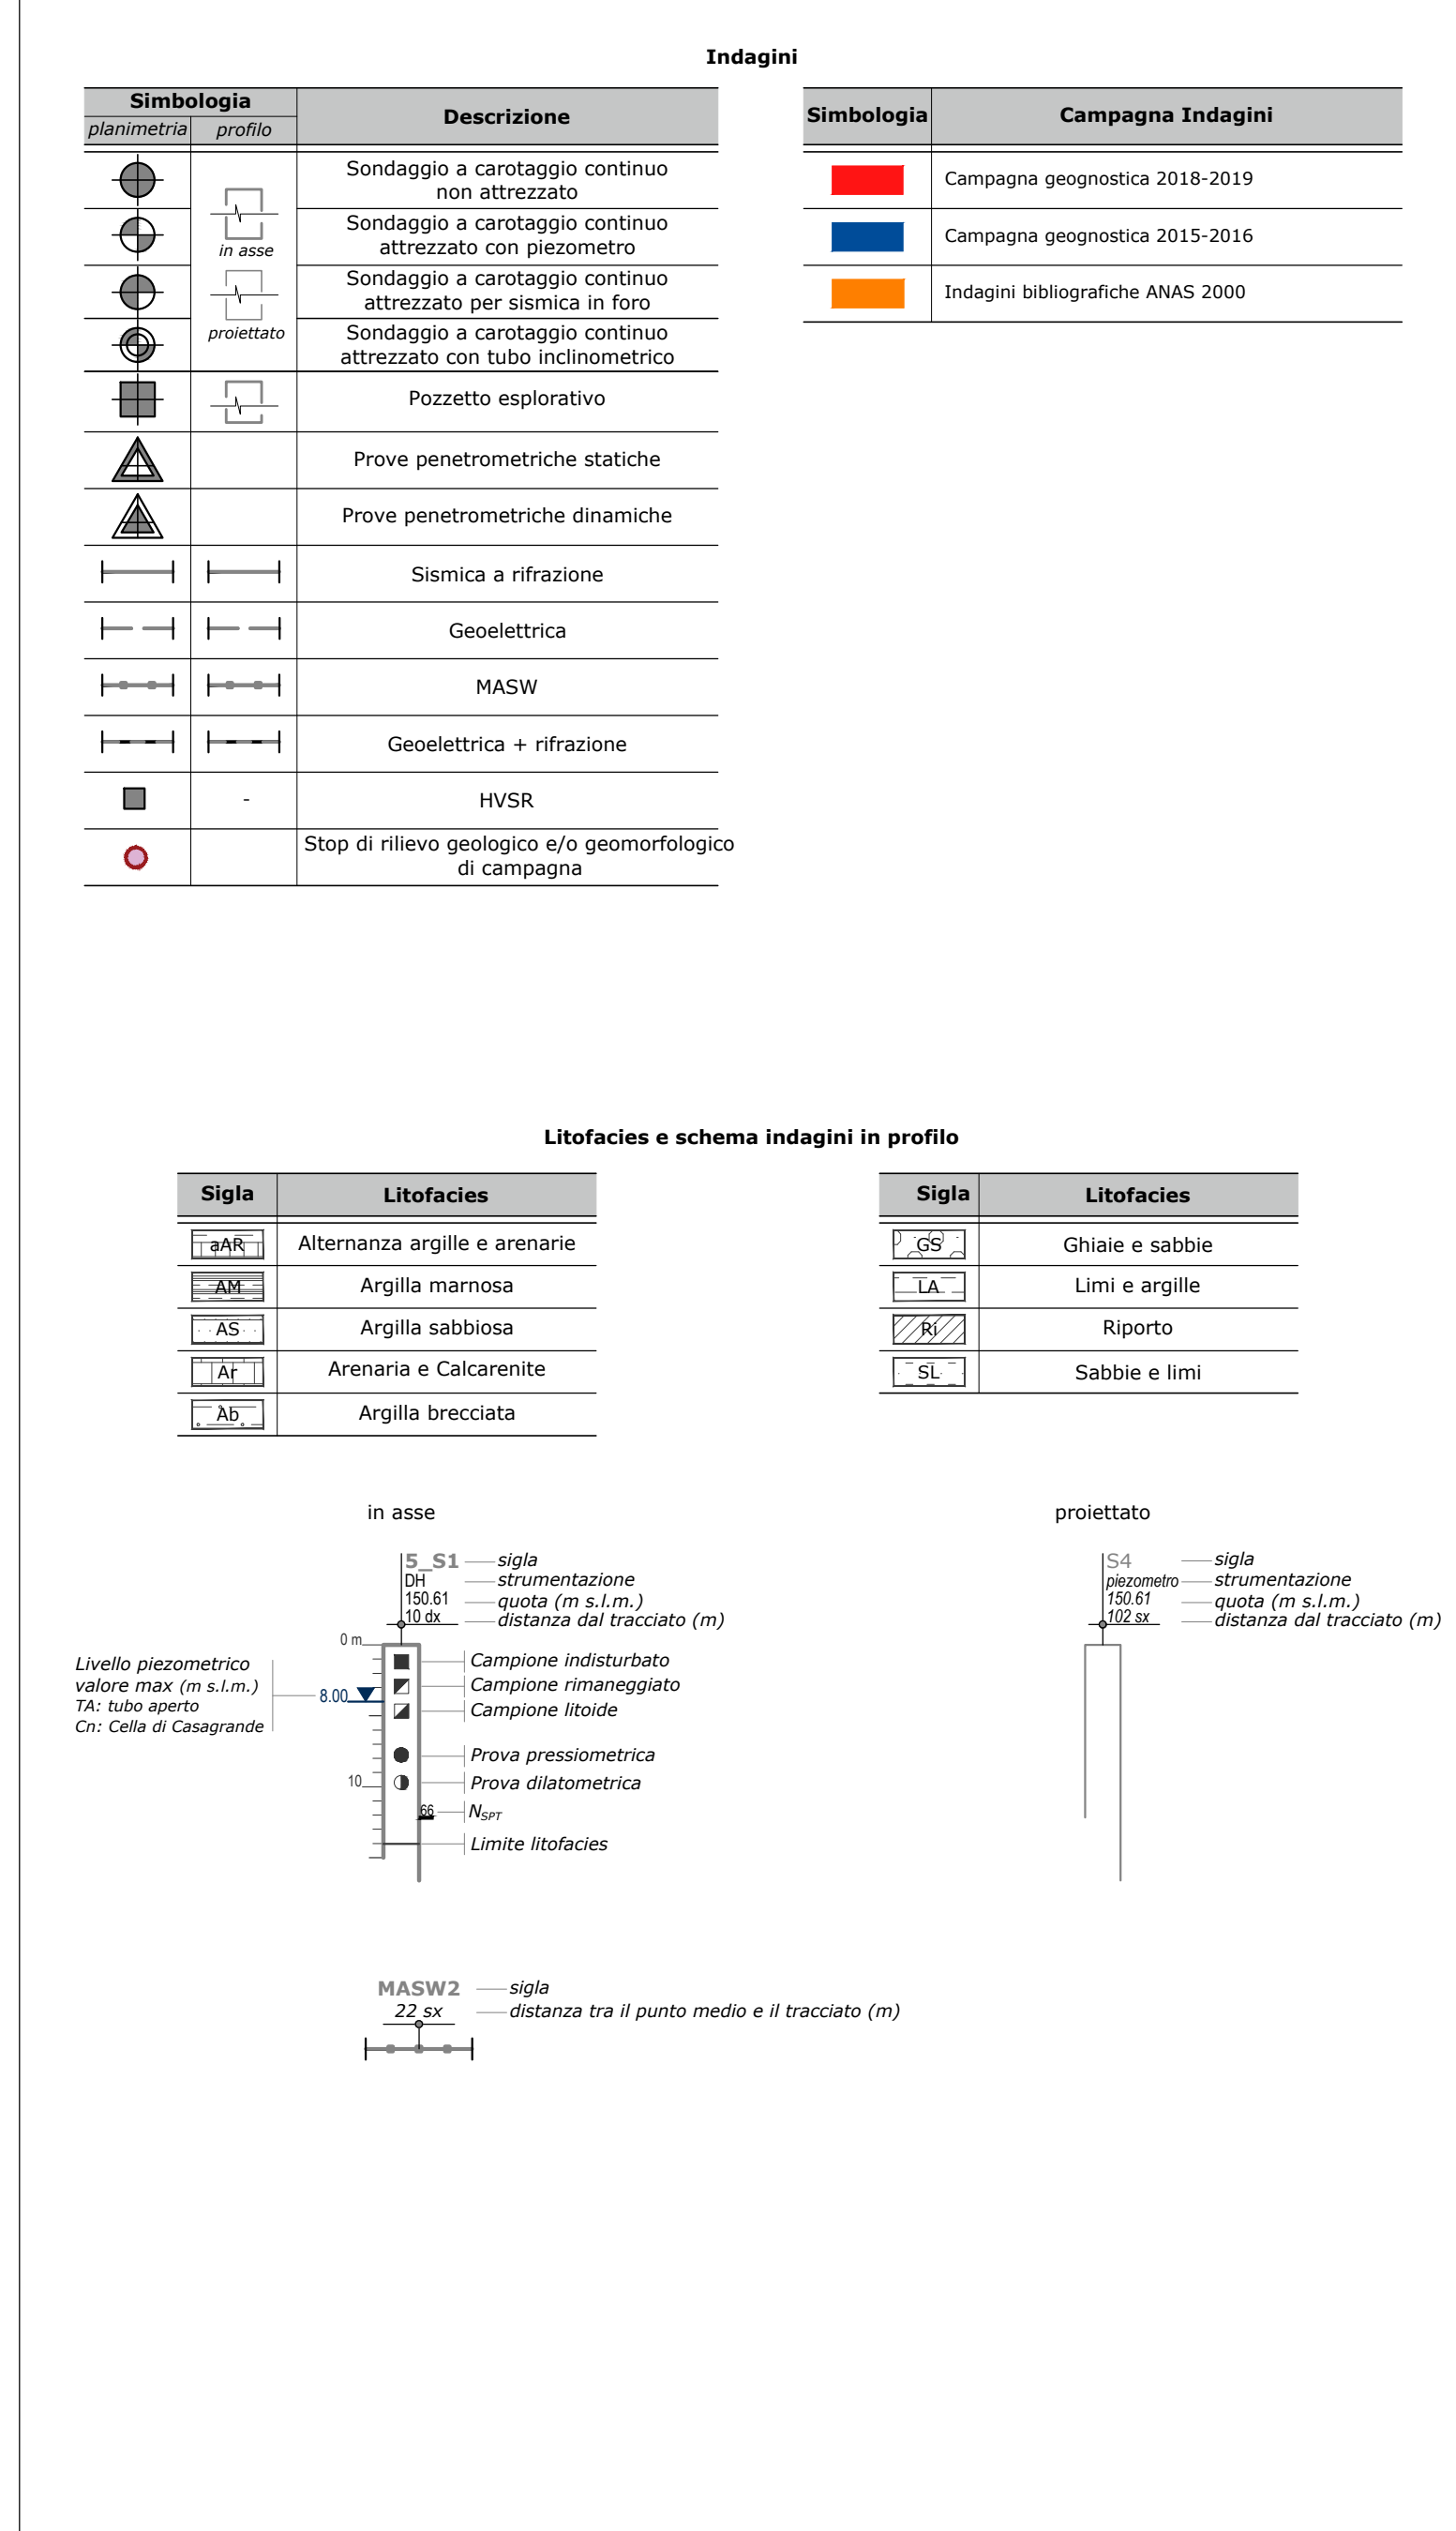 Indagini
Simbologia
planimetria
profilo
Descrizione
Sondaggio a carotaggio continuo
non attrezzato
Sondaggio a carotaggio continuo
attrezzato con piezometro
in asse
Sondaggio a carotaggio continuo
attrezzato per sismica in foro
proiettato
Sondaggio a carotaggio continuo
attrezzato con tubo inclinometrico
Pozzetto esplorativo
Prove penetrometriche statiche
Prove penetrometriche dinamiche
Sismica a rifrazione
Geoelettrica
MASW
Geoelettrica + rifrazione
-
HVSR
Stop di rilievo geologico e/o geomorfologico
di campagna
Simbologia
Campagna Indagini
Campagna geognostica 2018-2019
Campagna geognostica 2015-2016
Indagini bibliografiche ANAS 2000
Litofacies e schema indagini in profilo
Sigla
Litofacies
aAR
Alternanza argille e arenarie
AM
Argilla marnosa
AS
Argilla sabbiosa
Ar
Arenaria e Calcarenite
Ab
Argilla brecciata
Sigla
Litofacies
GS
Ghiaie e sabbie
LA
Limi e argille
Ri
Riporto
SL
Sabbie e limi
in asse
5_S1
sigla
DH
strumentazione
150.61
quota (m s.l.m.)
10 dx
distanza dal tracciato (m)
0 m
Livello piezometrico
valore max (m s.l.m.)
TA: tubo aperto
Cn: Cella di Casagrande
8.00
Campione indisturbato
Campione rimaneggiato
Campione litoide
Prova pressiometrica
10
Prova dilatometrica
66
NSPT
Limite litofacies
proiettato
S4
sigla
piezometro
strumentazione
150.61
quota (m s.l.m.)
102 sx
distanza dal tracciato (m)
MASW2
sigla
22 sx
distanza tra il punto medio e il tracciato (m)